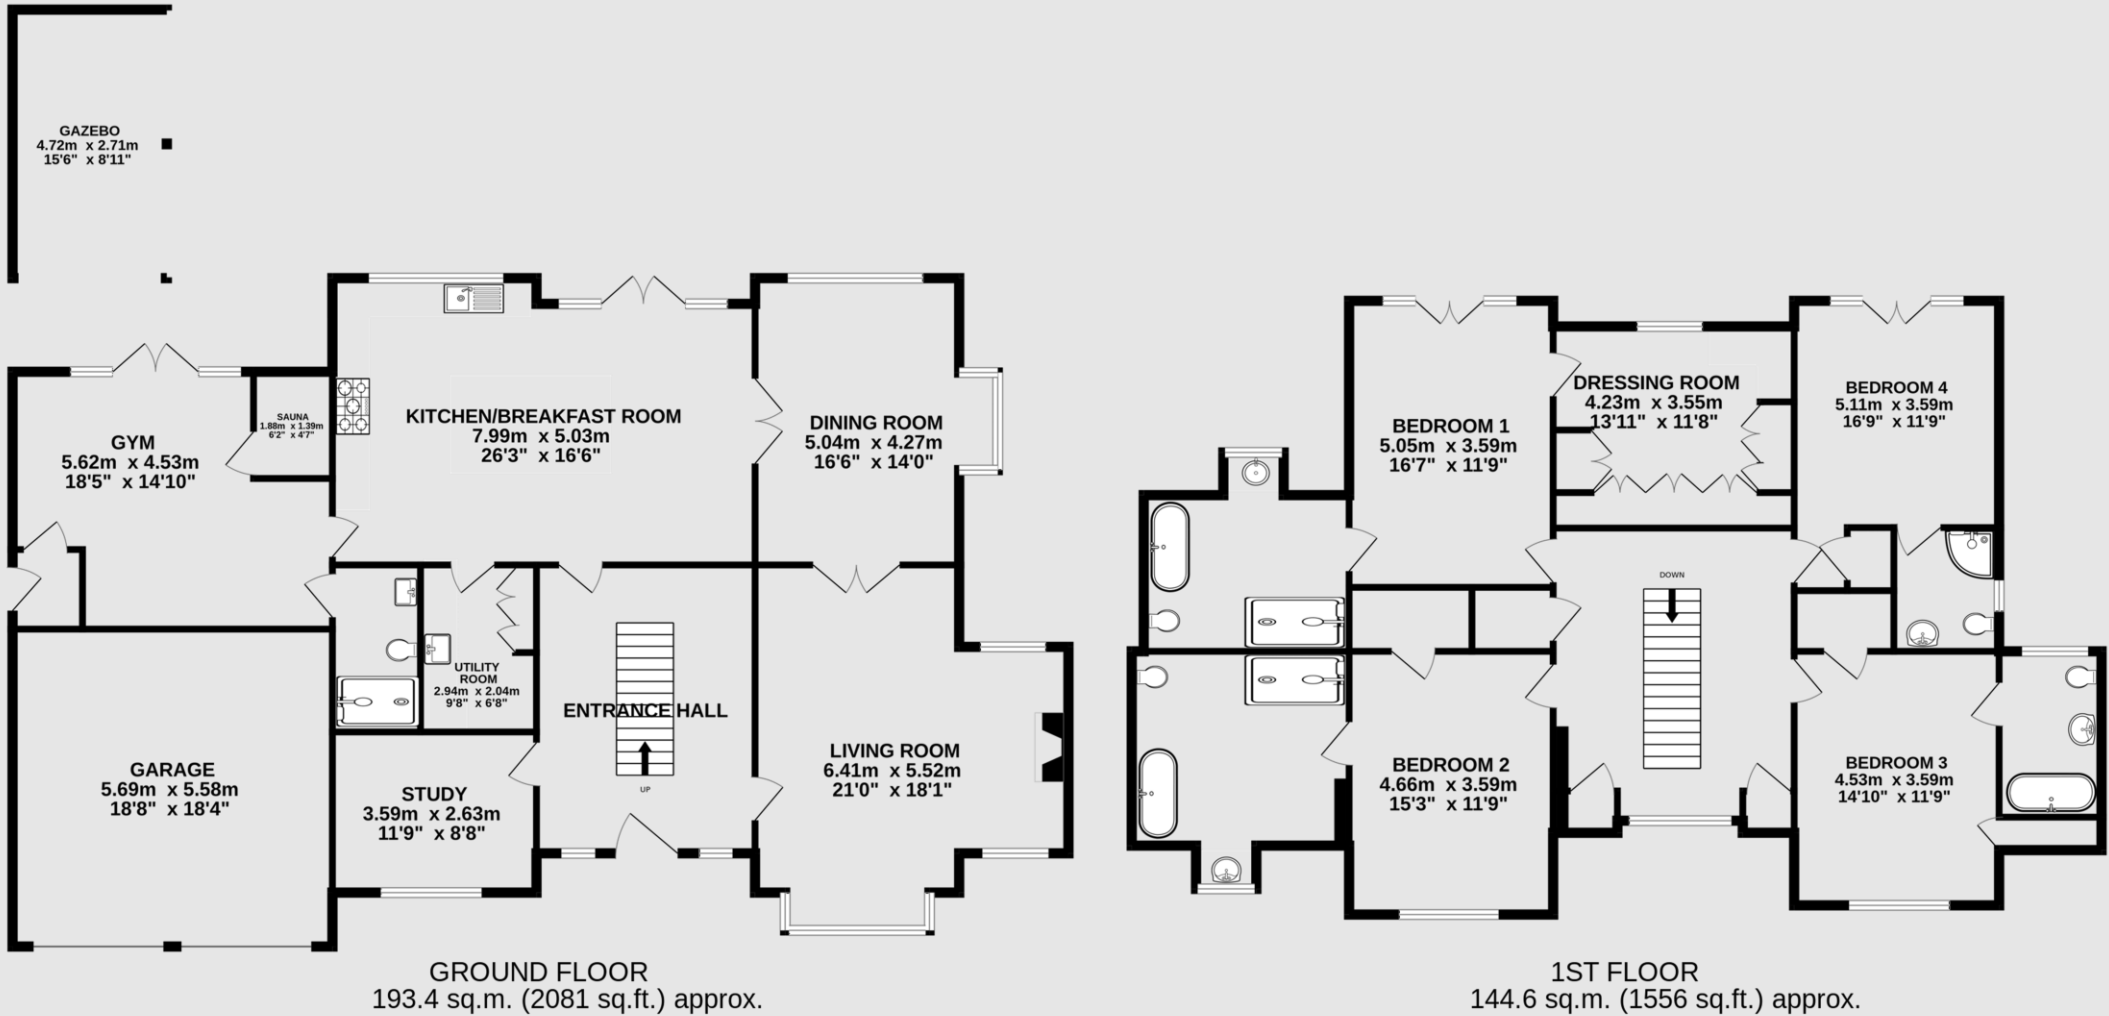 GAZEBO
4.72m x 2.71m
15'6" x 8'11"
GYM
5.62m x 4.53m
18'5" x 14'10"
SAUNA
1.88m x 1.39m
6'2" x 4'7"
KITCHEN/BREAKFAST ROOM
7.99m x 5.03m
26'3" x 16'6"
DINING ROOM
5.04m x 4.27m
16'6" x 14'0"
UTILITY
ROOM
2.94m x 2.04m
9'8" x 6'8"
ENTRANCE HALL
UP
GARAGE
5.69m x 5.58m
18'8" x 18'4"
STUDY
3.59m x 2.63m
11'9" x 8'8"
LIVING ROOM
6.41m x 5.52m
21'0" x 18'1"
GROUND FLOOR
193.4 sq.m. (2081 sq.ft.) approx.
BEDROOM 1
5.05m x 3.59m
16'7" x 11'9"
DRESSING ROOM
4.23m x 3.55m
13'11" x 11'8"
BEDROOM 4
5.11m x 3.59m
16'9" x 11'9"
DOWN
BEDROOM 2
4.66m x 3.59m
15'3" x 11'9"
BEDROOM 3
4.53m x 3.59m
14'10" x 11'9"
1ST FLOOR
144.6 sq.m. (1556 sq.ft.) approx.